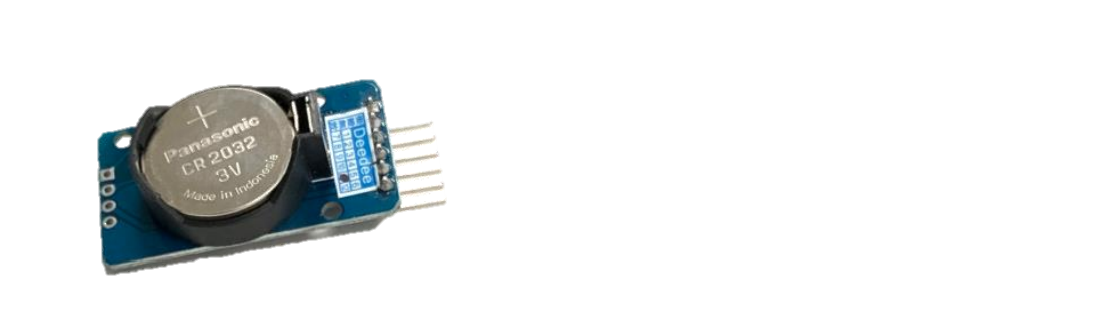 +
Panasonic
CR 2032
3V
Made in Indonesia
Deedee